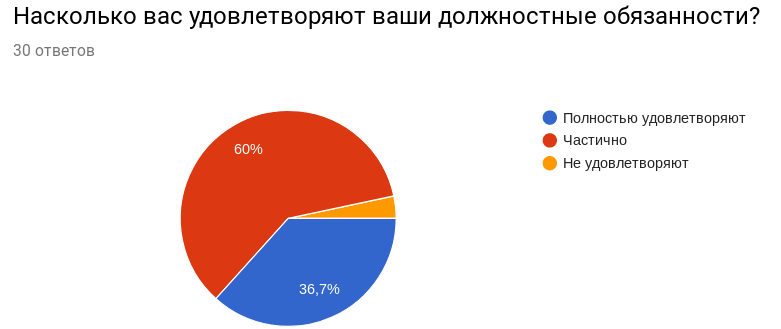 Насколько вас удовлетворяют ваши должностные обязанности?
30 ответов
60%
36,7%
Полностью удовлетворяют
Частично
Не удовлетворяют